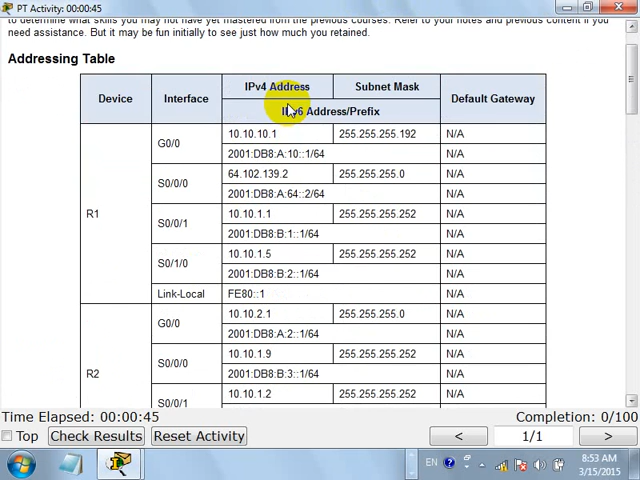 PT Activity: 00:00:45
to determine what skills you may not have yet mastered from the previous courses. Refer to your notes and previous content if you
need assistance. But it may be fun initially to see just how much you retained.
Addressing Table
Device Interface IPv4 Address Subnet Mask Default Gateway
IPv6 Address/Prefix
R1
G0/0 10.10.10.1 255.255.255.192 N/A
2001:DB8:A:10::1/64 N/A
S0/0/0 64.102.139.2 255.255.255.0 N/A
2001:DB8:A:64::2/64 N/A
S0/0/1 10.10.1.1 255.255.255.252 N/A
2001:DB8:B:1::1/64 N/A
S0/1/0 10.10.1.5 255.255.255.252 N/A
2001:DB8:B:2::1/64 N/A
Link-Local FE80::1 N/A
R2
G0/0 10.10.2.1 255.255.255.0 N/A
2001:DB8:A:2::1/64 N/A
S0/0/0 10.10.1.9 255.255.255.252 N/A
2001:DB8:B:3::1/64 N/A
S0/0/1 10.10.1.2 255.255.255.252 N/A
Time Elapsed: 00:00:45 Completion: 0/100
Top Check Results Reset Activity < 1/1 >
EN 8:53 AM
3/15/2015